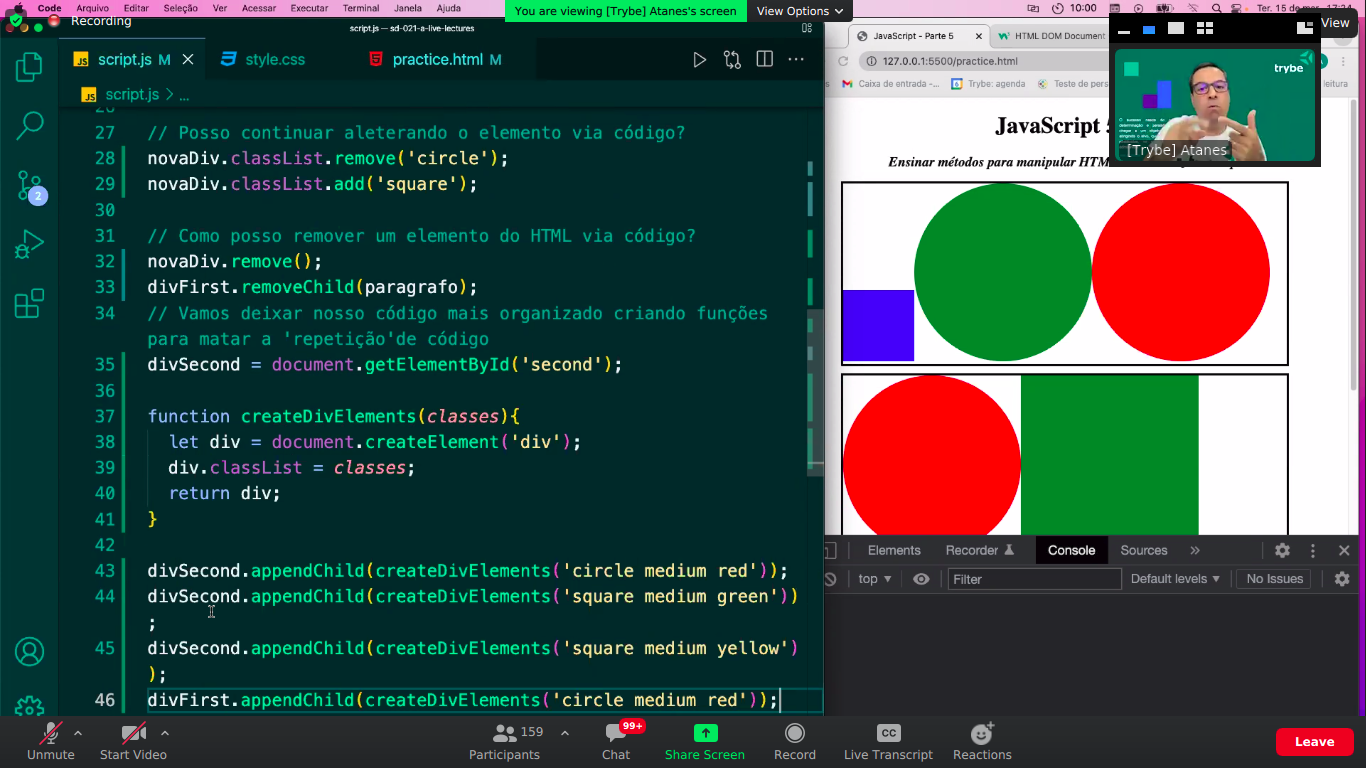 Code Arquivo Editar Seleção Ver Acessar Executar Terminal Janela Ajuda
You are viewing [Trybe] Atanes's screen
View Options
10:00
Ter. 15 de
Recording
script.js — sd-021-a-live-lectures
View
script.js M
style.css
practice.html M
script.js > ...
27 // Posso continuar aleterando o elemento via código?
28 novaDiv.classList.remove('circle');
29 novaDiv.classList.add('square');
30
31 // Como posso remover um elemento do HTML via código?
32 novaDiv.remove();
33 divFirst.removeChild(paragrafo);
34 // Vamos deixar nosso código mais organizado criando funções
para matar a 'repetição'de código
35 divSecond = document.getElementById('second');
36
37 function createDivElements(classes){
38 let div = document.createElement('div');
39 div.classList = classes;
40 return div;
41 }
42
43 divSecond.appendChild(createDivElements('circle medium red'));
44 divSecond.appendChild(createDivElements('square medium green'))
;
45 divSecond.appendChild(createDivElements('square medium yellow')
);
46 divFirst.appendChild(createDivElements('circle medium red'));
2
JavaScript - Parte 5
HTML DOM Document
127.0.0.1:5500/practice.html
Caixa de entrada -...
Trybe: agenda
Teste de pers
leitura
JavaScript
Ensinar métodos para manipular HTM
trybe
[Trybe] Atanes
Elements Recorder Console Sources »
top
Filter
Default levels
No Issues
Unmute
Start Video
Participants
159
Chat
99+
Share Screen
Record
CC
Live Transcript
Reactions
Leave